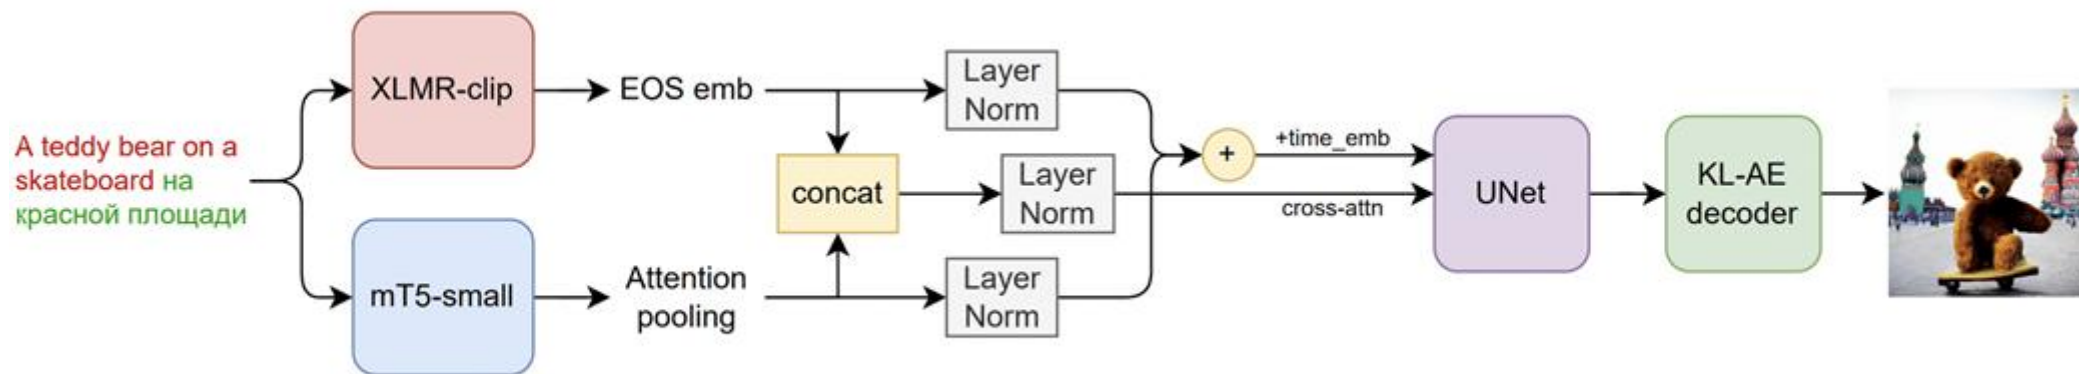 A teddy bear on a
skateboard на
красной площади
XLMR-clip
mT5-small
EOS emb
Attention
pooling
concat
Layer
Norm
Layer
Norm
Layer
Norm
+
+time_emb
cross-attn
UNet
KL-AE
decoder